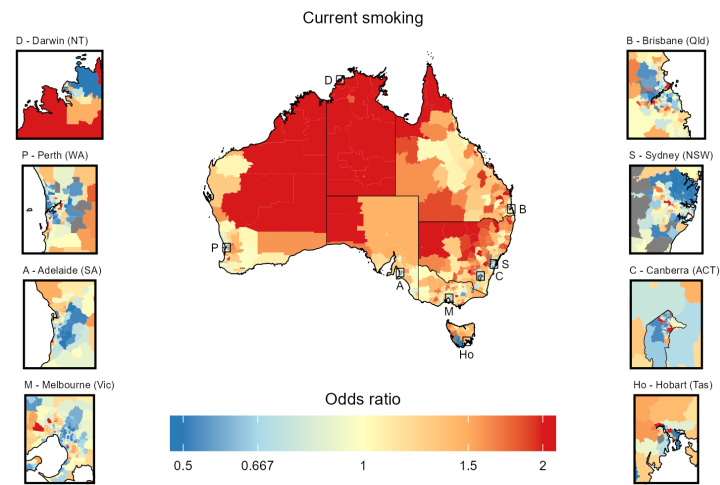 Current smoking
D - Darwin (NT)
B - Brisbane (Qld)
D
P - Perth (WA)
S - Sydney (NSW)
B
P
A - Adelaide (SA)
S
C
C - Canberra (ACT)
A
M
Ho
M - Melbourne (Vic)
Ho - Hobart (Tas)
Odds ratio
0.5 0.667 1 1.5 2